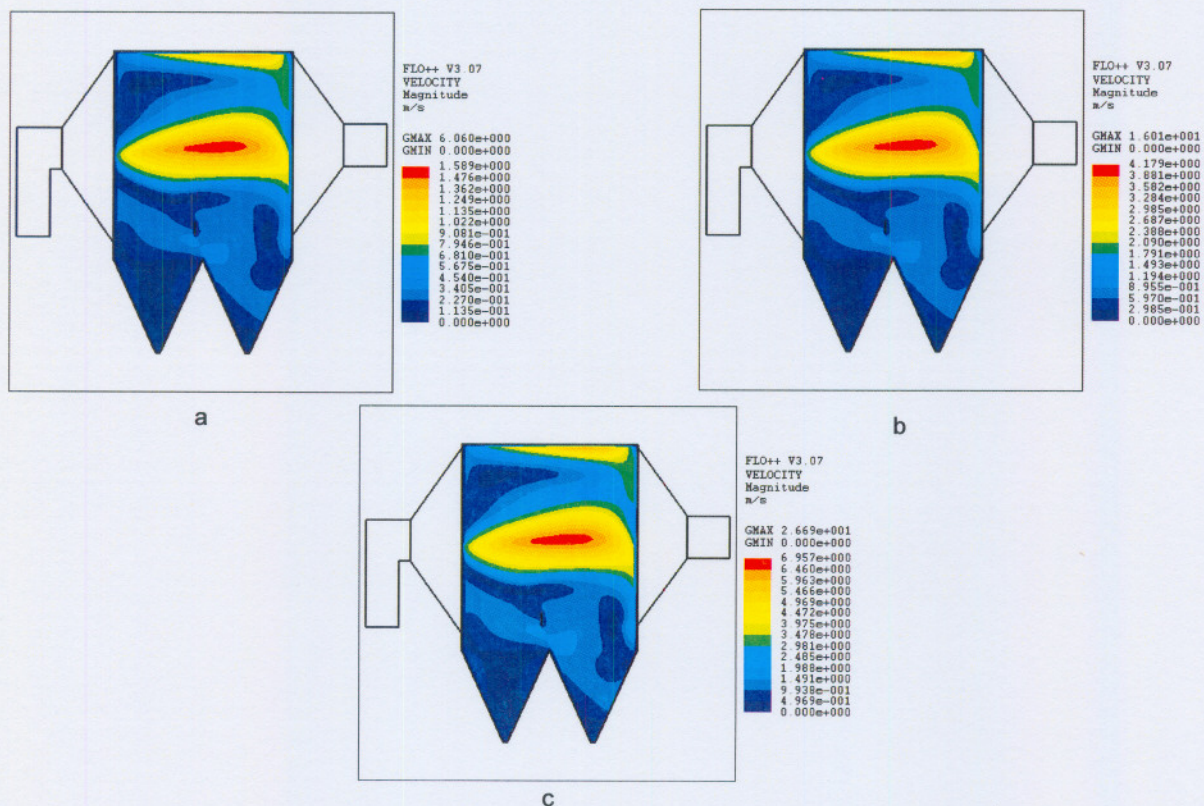 FLO++ V3.07
VELOCITY
Magnitude
m/s
GMAX 6.060e+000
GMIN 0.000e+000
1.589e+000
1.476e+000
1.362e+000
1.249e+000
1.135e+000
1.022e+000
9.081e-001
7.946e-001
6.810e-001
5.675e-001
4.540e-001
3.405e-001
2.270e-001
1.135e-001
0.000e+000
a
FLO++ V3.07
VELOCITY
Magnitude
m/s
GMAX 1.601e+001
GMIN 0.000e+000
4.179e+000
3.881e+000
3.582e+000
3.284e+000
2.985e+000
2.687e+000
2.388e+000
2.090e+000
1.791e+000
1.493e+000
1.194e+000
8.955e-001
5.970e-001
2.985e-001
0.000e+000
b
FLO++ V3.07
VELOCITY
Magnitude
m/s
GMAX 2.669e+001
GMIN 0.000e+000
6.957e+000
6.460e+000
5.963e+000
5.466e+000
4.969e+000
4.472e+000
3.975e+000
3.478e+000
2.981e+000
2.485e+000
1.988e+000
1.491e+000
9.938e-001
4.969e-001
0.000e+000
c